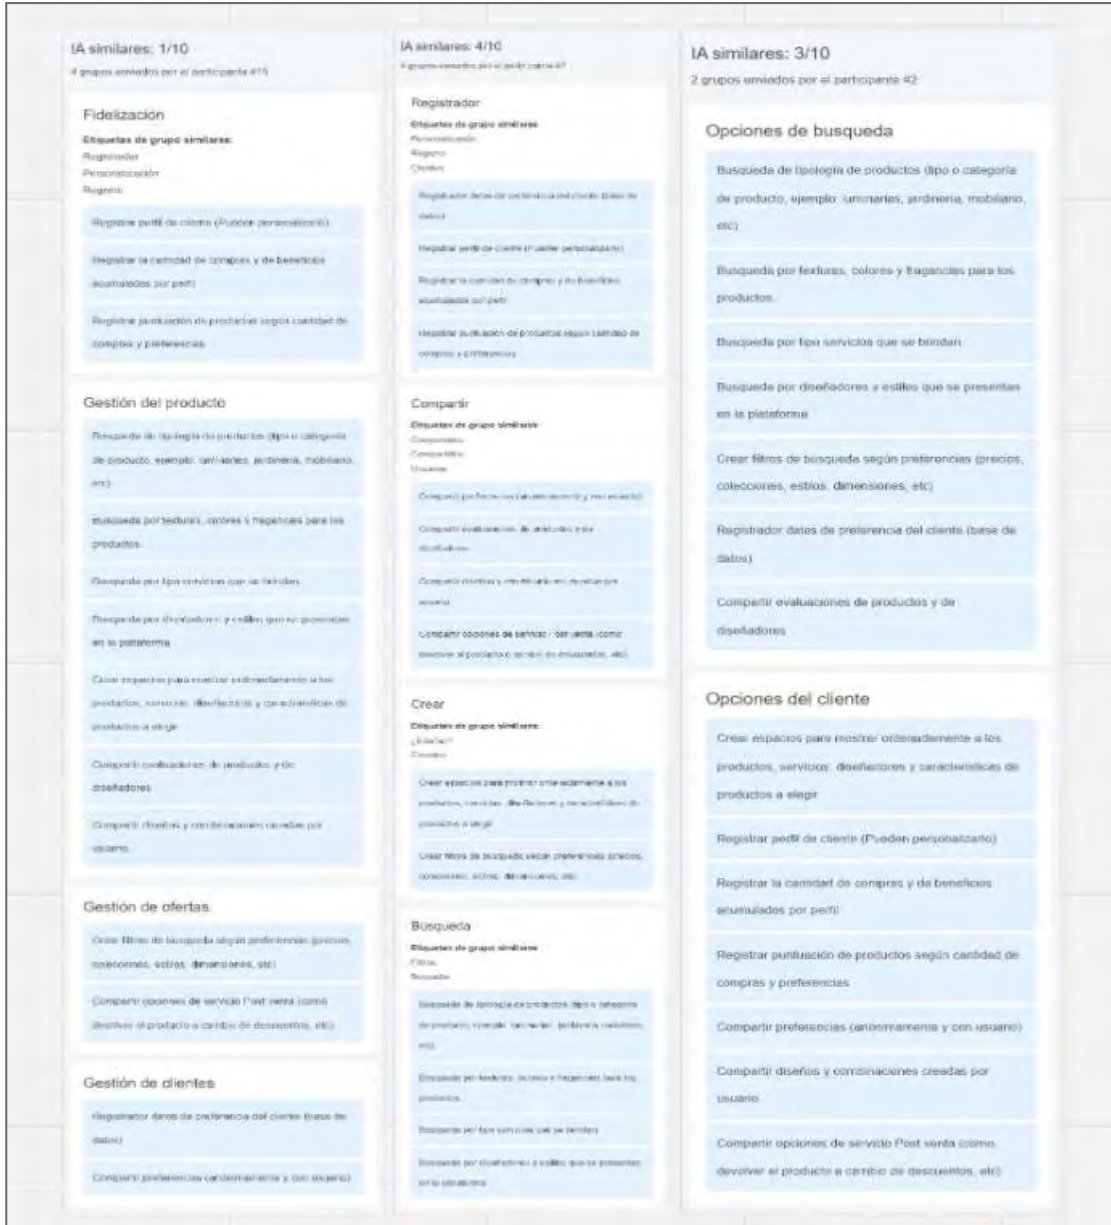 IA similares: 1/10
4 grupos enviados por el participante #15
Fidelización
Etiquetas de grupo similares:
Registrador
Personalización
Registro
Registrar perfil de cliente (Pueden personalizarlo)
Registrar la cantidad de compras y de beneficios
acumulados por perfil
Registrar puntuación de productos según cantidad de
compras y preferencias
Gestión del producto
Busqueda de tipología de productos (tipo o categoría
de producto, ejemplo: luminarias, jardinería, mobiliario,
etc)
Busqueda por texturas, colores y fragancias para los
productos.
Busqueda por tipo servicios que se brindan
Busqueda por diseñadores y estilos que se presentan
en la plataforma
Crear espacios para mostrar ordenadamente a los
productos, servicios, diseñadores y características de
productos a elegir
Compartir evaluaciones de productos y de
diseñadores
Compartir diseños y combinaciones creadas por
usuario.
Gestión de ofertas
Crear filtros de busqueda según preferencias (precios,
colecciones, estilos, dimensiones, etc)
Compartir opciones de servicio Post venta (como
devolver el producto a cambio de descuentos, etc)
Gestión de clientes
Registrador datos de preferencia del cliente (base de
datos)
Compartir preferencias (anonimamente y con usuario)
IA similares: 4/10
4 grupos enviados por el participante
Registrador
Etiquetas de grupo similares:
Personalización
Registro
Clientes
Registrador datos de preferencia del cliente (base de
datos)
Registrar perfil de cliente (Pueden personalizarlo)
Registrar la cantidad de compras y de beneficios
acumulados por perfil
Registrar puntuación de productos según cantidad de
compras y preferencias
Compartir
Etiquetas de grupo similares:
Usuarios
Compartir preferencias (anonimamente y con usuario)
Compartir evaluaciones de productos y de
diseñadores
Compartir diseños y combinaciones creadas por
usuario.
Compartir opciones de servicio Post venta (como
devolver el producto a cambio de descuentos, etc)
Crear
Etiquetas de grupo similares:
Crear espacios para mostrar ordenadamente a los
productos, servicios, diseñadores y características de
productos a elegir
Crear filtros de busqueda según preferencias (precios,
colecciones, estilos, dimensiones, etc)
Búsqueda
Etiquetas de grupo similares:
Filtros
Buscador
Busqueda de tipología de productos (tipo o categoría
de producto, ejemplo: luminarias, jardinería, mobiliario,
etc)
Busqueda por texturas, colores y fragancias para los
productos.
Busqueda por tipo servicios que se brindan
Busqueda por diseñadores y estilos que se presentan
en la plataforma
IA similares: 3/10
2 grupos enviados por el participante #2
Opciones de busqueda
Busqueda de tipología de productos (tipo o categoría
de producto, ejemplo: luminarias, jardinería, mobiliario,
etc)
Busqueda por texturas, colores y fragancias para los
productos.
Busqueda por tipo servicios que se brindan
Busqueda por diseñadores y estilos que se presentan
en la plataforma
Crear filtros de busqueda según preferencias (precios,
colecciones, estilos, dimensiones, etc)
Registrador datos de preferencia del cliente (base de
datos)
Compartir evaluaciones de productos y de
diseñadores
Opciones del cliente
Crear espacios para mostrar ordenadamente a los
productos, servicios, diseñadores y características de
productos a elegir
Registrar perfil de cliente (Pueden personalizarlo)
Registrar la cantidad de compras y de beneficios
acumulados por perfil
Registrar puntuación de productos según cantidad de
compras y preferencias
Compartir preferencias (anonimamente y con usuario)
Compartir diseños y combinaciones creadas por
usuario.
Compartir opciones de servicio Post venta (como
devolver el producto a cambio de descuentos, etc)